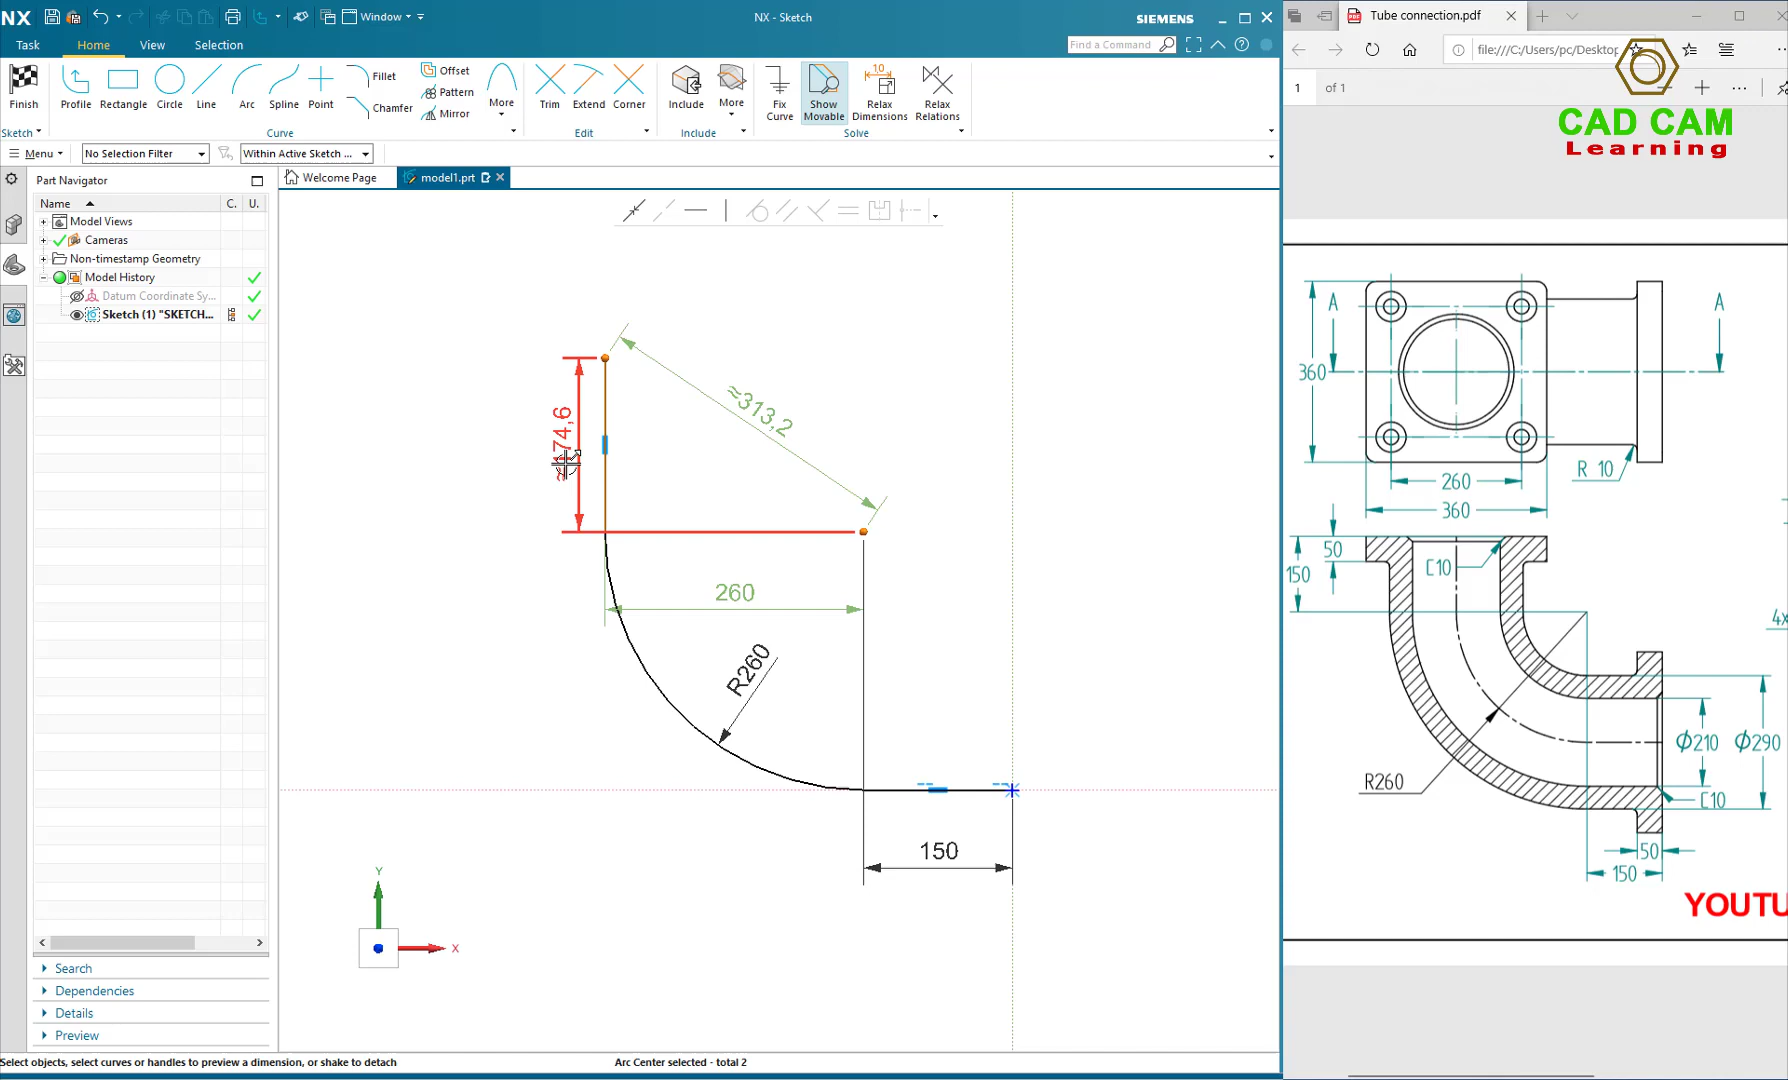 NX
Window
NX - Sketch
SIEMENS
Task
Home
View
Selection
Find a Command
Finish
Profile
Rectangle
Circle
Line
Arc
Spline
Point
Fillet
Chamfer
Offset
Pattern
Mirror
More
Trim
Extend
Corner
Include
More
Fix
Curve
Show
Movable
Relax
Dimensions
Relax
Relations
Sketch
Curve
Edit
Include
Solve
Menu
No Selection Filter
Within Active Sketch ...
Part Navigator
Welcome Page
model1.prt
Name
C.
U.
Model Views
Cameras
Non-timestamp Geometry
Model History
Datum Coordinate Sy...
Sketch (1) "SKETCH...
≈313,2
74,6
260
R260
150
Y
X
Search
Dependencies
Details
Preview
Select objects, select curves or handles to preview a dimension, or shake to detach
Arc Center selected - total 2
Tube connection.pdf
file:///C:/Users/pc/Desktop
1
of 1
CAD CAM
Learning
A
A
360
R 10
260
360
50
150
C10
4x
Φ210
Φ290
R260
C10
50
150
YOUTU